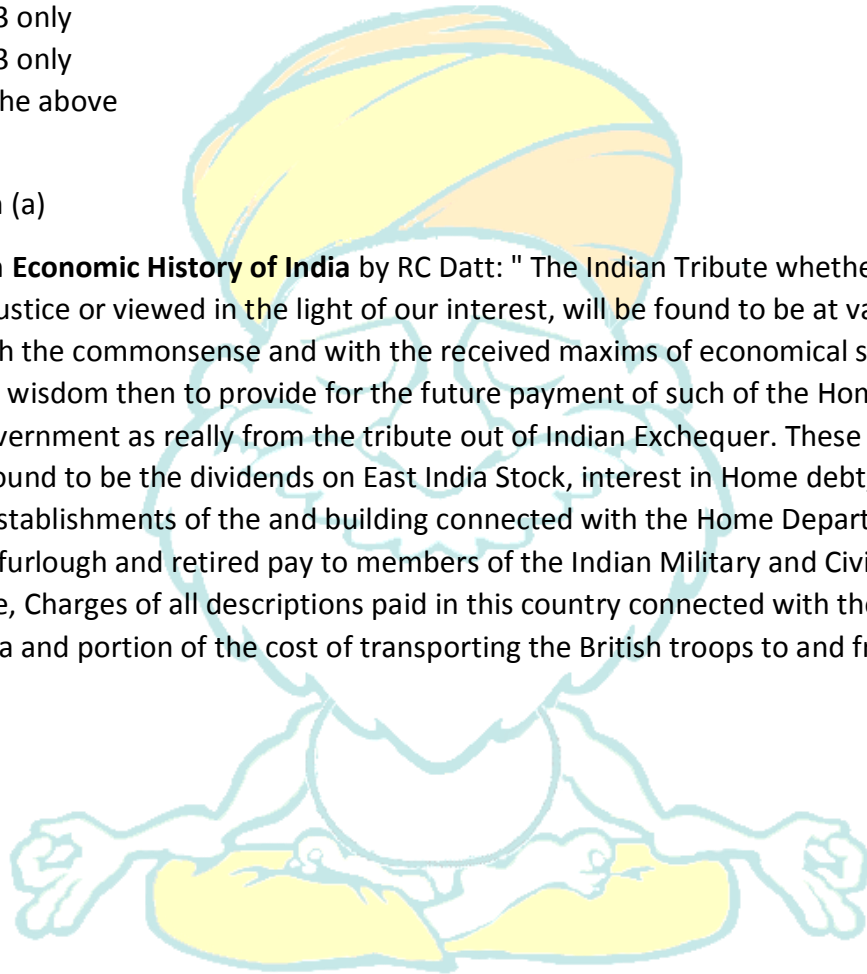 3 only
3 only
he above
(a)
Economic History of India by RC Datt: " The Indian Tribute whethe
ustice or viewed in the light of our interest, will be found to be at va
h the commonsense and with the received maxims of economical s
wisdom then to provide for the future payment of such of the Hom
vernment as really from the tribute out of Indian Exchequer. These
ound to be the dividends on East India Stock, interest in Home debt,
stablishments of the and building connected with the Home Depart
furlough and retired pay to members of the Indian Military and Civi
e, Charges of all descriptions paid in this country connected with the
a and portion of the cost of transporting the British troops to and fr